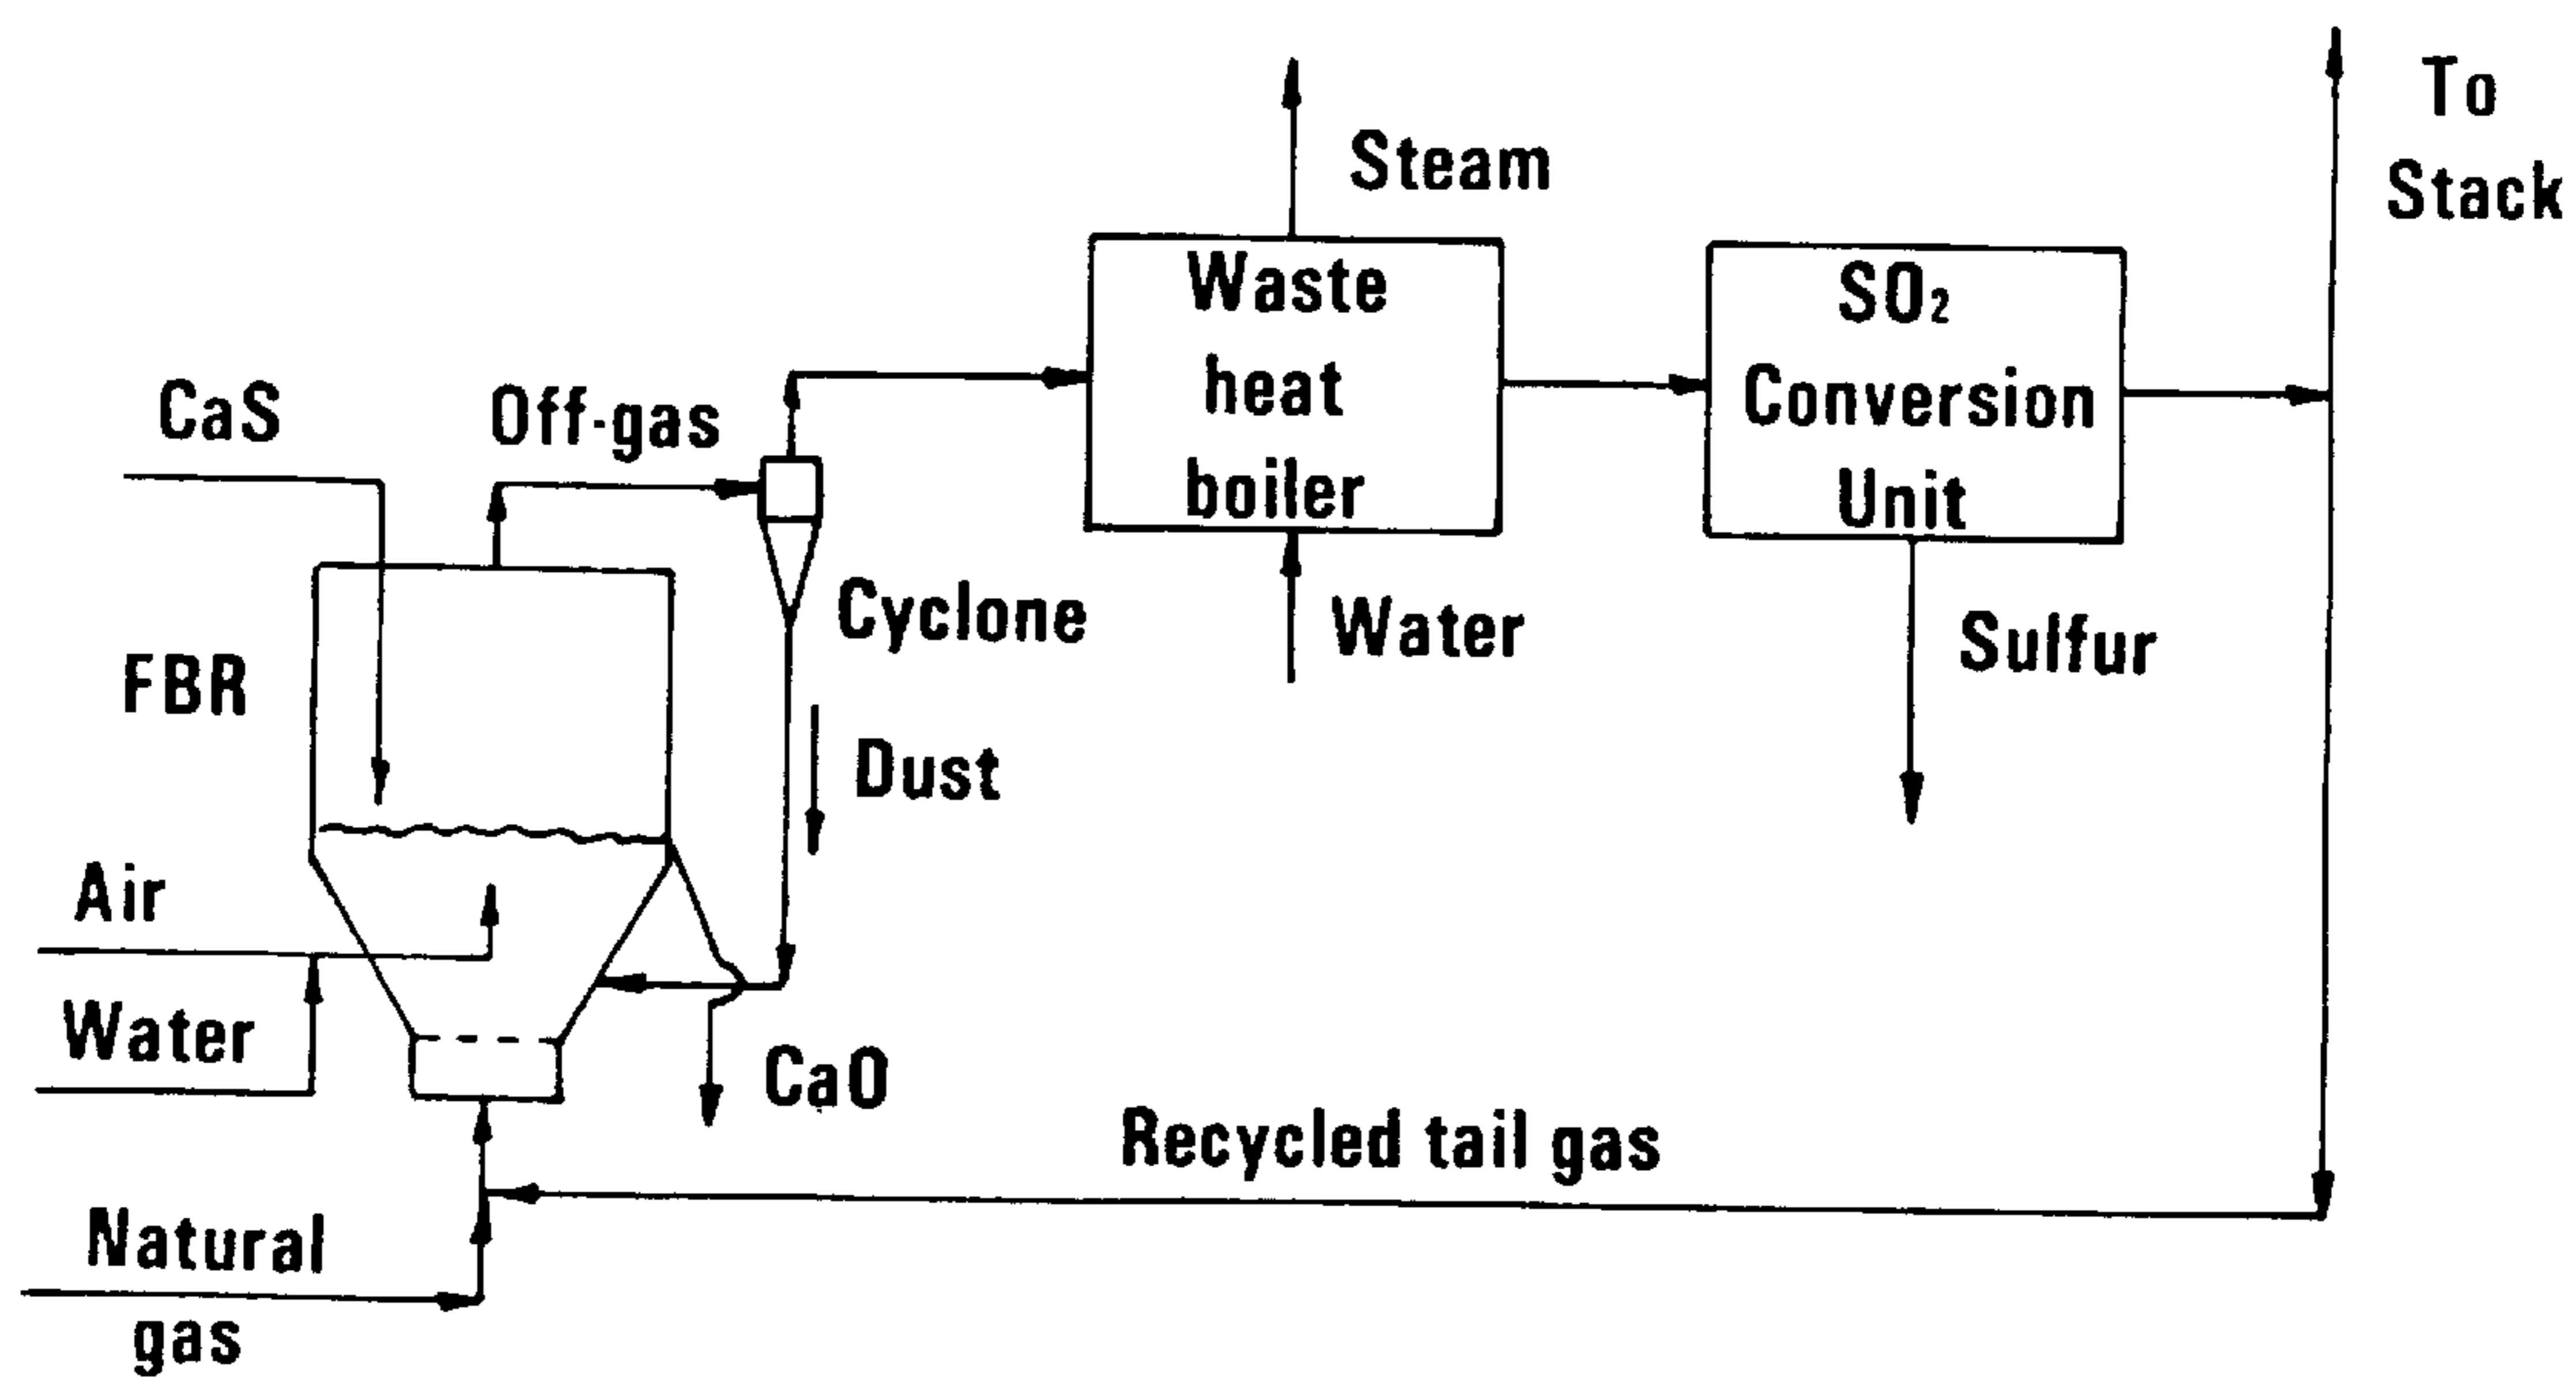 To
Stack
Steam
Waste
heat
boiler
SO₂
Conversion
Unit
CaS
Off-gas
Cyclone
Water
Sulfur
FBR
Dust
Air
Water
CaO
Recycled tail gas
Natural
gas